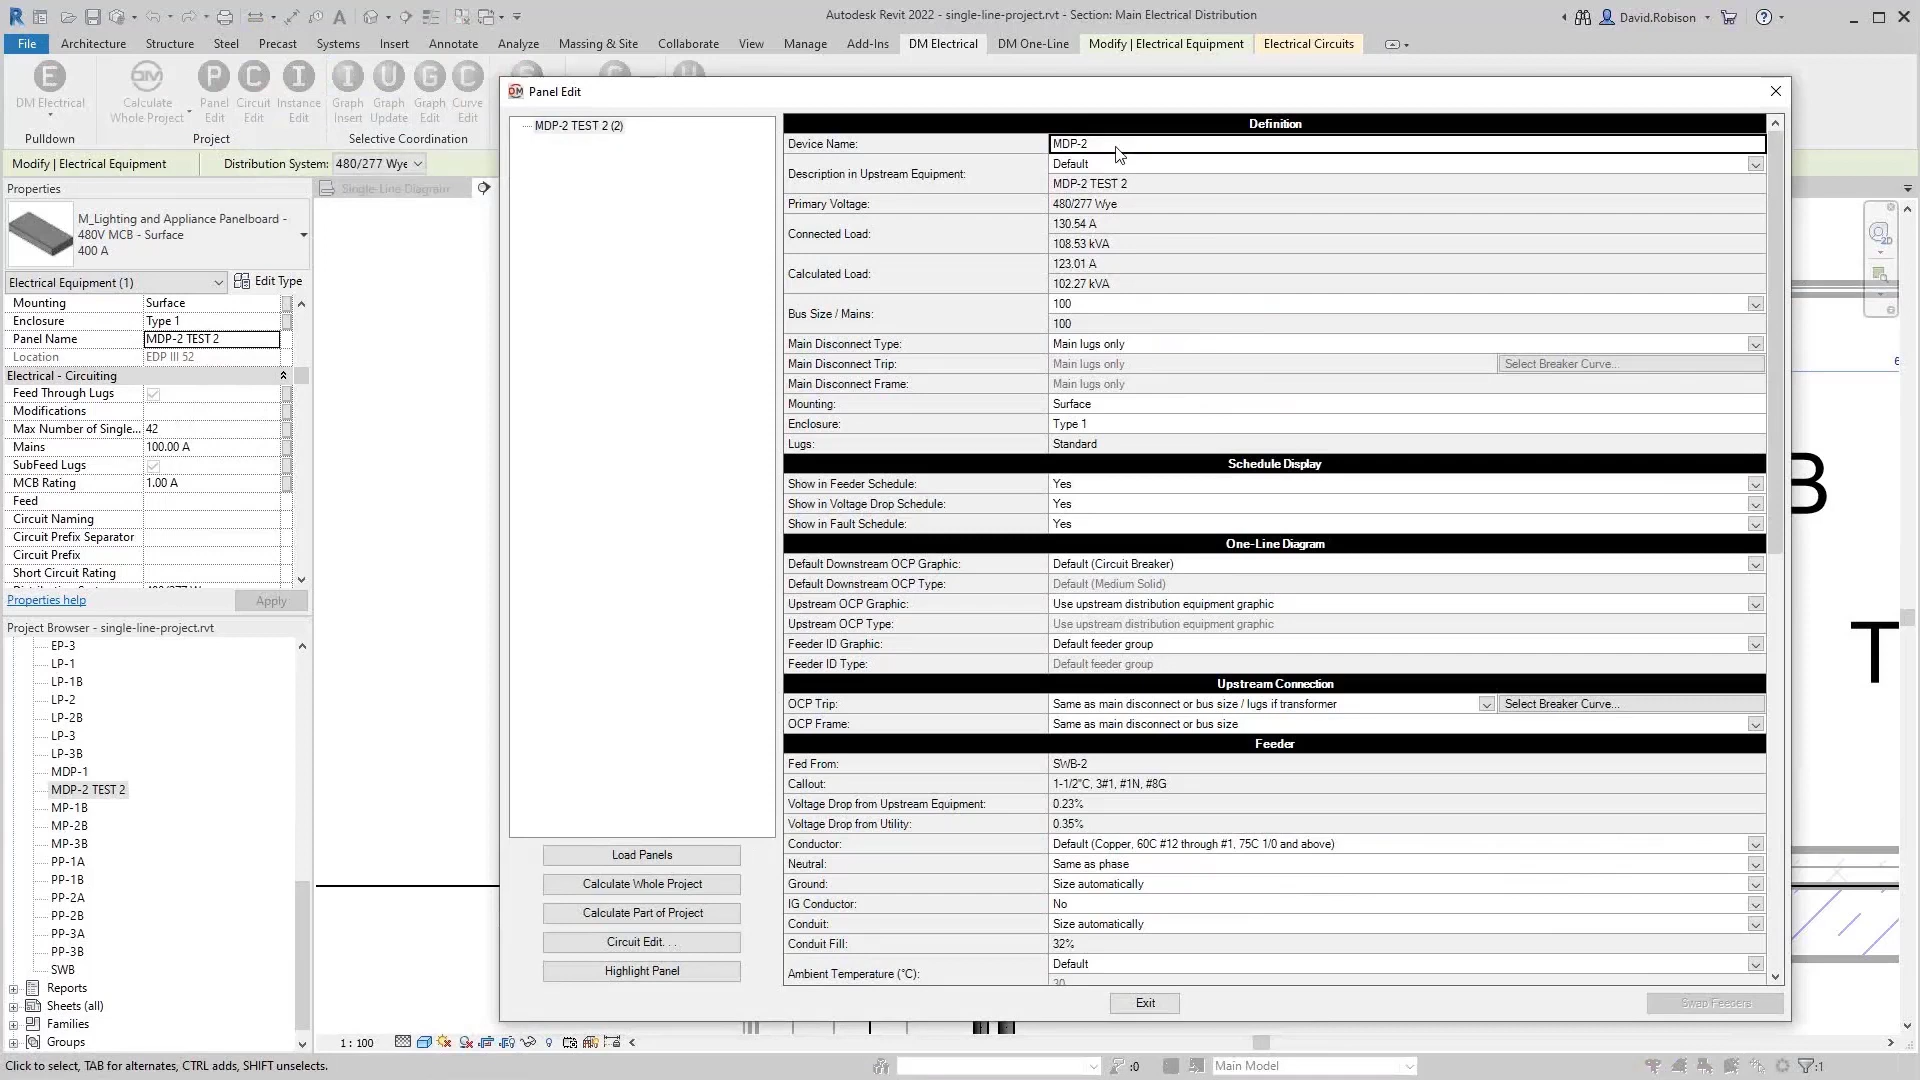 Autodesk Revit 2022 - single-line-project.rvt - Section: Main Electrical Distribution
David.Robison
File Architecture Structure Steel Precast Systems Insert Annotate Analyze Massing & Site Collaborate View Manage Add-Ins DM Electrical DM One-Line Modify | Electrical Equipment Electrical Circuits
DM Electrical
Calculate Whole Project
Panel Edit
Circuit Edit
Instance Edit
Graph Insert
Graph Update
Graph Edit
Curve Edit
Pulldown Project Selective Coordination
Modify | Electrical Equipment Distribution System: 480/277 Wye
Properties
Single-Line Diagram
M_Lighting and Appliance Panelboard -
480V MCB - Surface
400 A
Electrical Equipment (1) Edit Type
Mounting Surface
Enclosure Type 1
Panel Name MDP-2 TEST 2
Location EDP III 52
Electrical - Circuiting
Feed Through Lugs
Modifications
Max Number of Single... 42
Mains 100.00 A
SubFeed Lugs
MCB Rating 1.00 A
Feed
Circuit Naming
Circuit Prefix Separator
Circuit Prefix
Short Circuit Rating
Properties help Apply
Project Browser - single-line-project.rvt
EP-3
LP-1
LP-1B
LP-2
LP-2B
LP-3
LP-3B
MDP-1
MDP-2 TEST 2
MP-1B
MP-2B
MP-3B
PP-1A
PP-1B
PP-2A
PP-2B
PP-3A
PP-3B
SWB
Reports
Sheets (all)
Families
Groups
Panel Edit
MDP-2 TEST 2 (2)
Load Panels
Calculate Whole Project
Calculate Part of Project
Circuit Edit. . .
Highlight Panel
Definition
Device Name: MDP-2
Description in Upstream Equipment: Default
MDP-2 TEST 2
Primary Voltage: 480/277 Wye
Connected Load: 130.54 A
108.53 kVA
Calculated Load: 123.01 A
102.27 kVA
Bus Size / Mains: 100
100
Main Disconnect Type: Main lugs only
Main Disconnect Trip: Main lugs only Select Breaker Curve...
Main Disconnect Frame: Main lugs only
Mounting: Surface
Enclosure: Type 1
Lugs: Standard
Schedule Display
Show in Feeder Schedule: Yes
Show in Voltage Drop Schedule: Yes
Show in Fault Schedule: Yes
One-Line Diagram
Default Downstream OCP Graphic: Default (Circuit Breaker)
Default Downstream OCP Type: Default (Medium Solid)
Upstream OCP Graphic: Use upstream distribution equipment graphic
Upstream OCP Type: Use upstream distribution equipment graphic
Feeder ID Graphic: Default feeder group
Feeder ID Type: Default feeder group
Upstream Connection
OCP Trip: Same as main disconnect or bus size / lugs if transformer Select Breaker Curve...
OCP Frame: Same as main disconnect or bus size
Feeder
Fed From: SWB-2
Callout: 1-1/2"C, 3#1, #1N, #8G
Voltage Drop from Upstream Equipment: 0.23%
Voltage Drop from Utility: 0.35%
Conductor: Default (Copper, 60C #12 through #1, 75C 1/0 and above)
Neutral: Same as phase
Ground: Size automatically
IG Conductor: No
Conduit: Size automatically
Conduit Fill: 32%
Ambient Temperature (°C): Default
30
Exit Swap Feeders
B
T
1 : 100
Click to select, TAB for alternates, CTRL adds, SHIFT unselects.
:0 Main Model :1